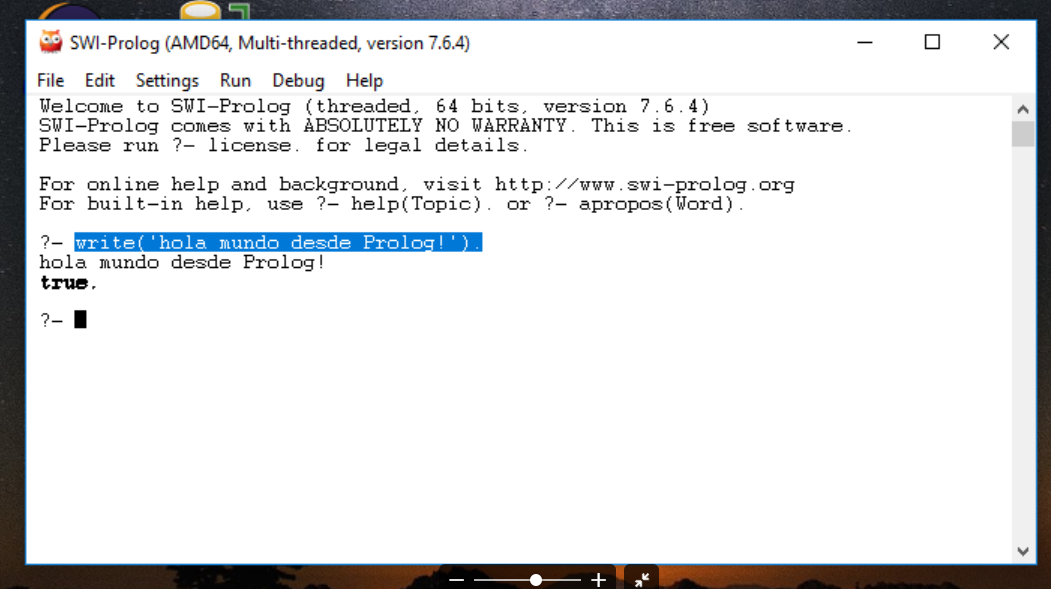 SWI-Prolog (AMD64, Multi-threaded, version 7.6.4)
File Edit Settings Run Debug Help
Welcome to SWI-Prolog (threaded, 64 bits, version 7.6.4)
SWI-Prolog comes with ABSOLUTELY NO WARRANTY. This is free software.
Please run ?- license. for legal details.
For online help and background, visit http://www.swi-prolog.org
For built-in help, use ?- help(Topic). or ?- apropos(Word).
?- write('hola mundo desde Prolog!').
hola mundo desde Prolog!
true.
?-